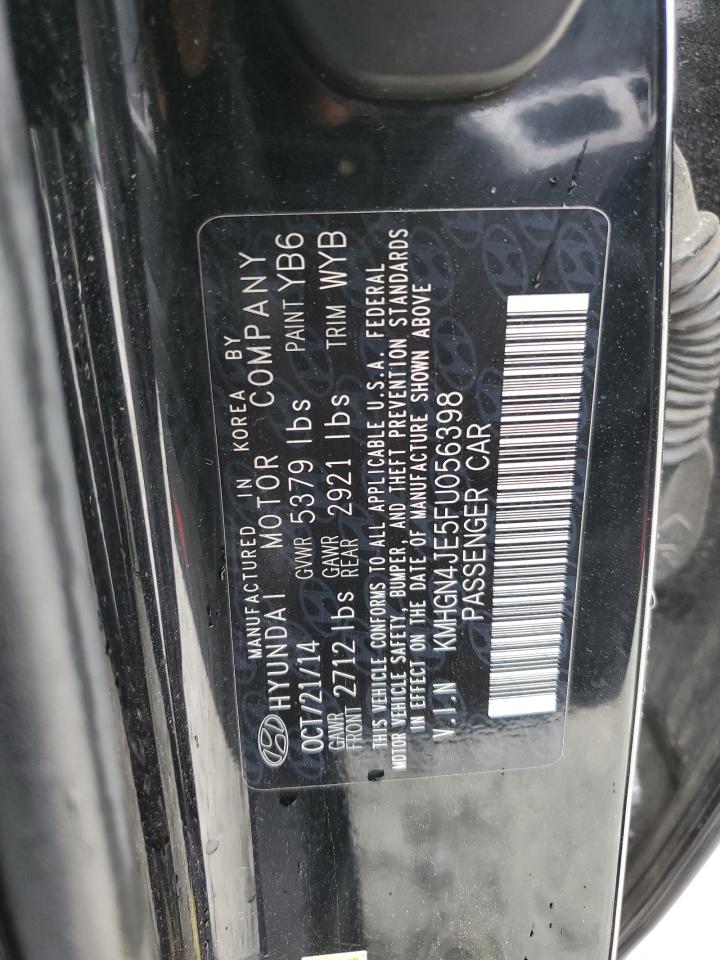 MANUFACTURED IN KOREA BY
HYUNDAI MOTOR COMPANY
OCT/21/14 GVWR 5379 lbs PAINT YB6
GAWR FRONT 2712 lbs GAWR REAR 2921 lbs TRIM WYB
THIS VEHICLE CONFORMS TO ALL APPLICABLE U.S.A. FEDERAL
MOTOR VEHICLE SAFETY, BUMPER, AND THEFT PREVENTION STANDARDS
IN EFFECT ON THE DATE OF MANUFACTURE SHOWN ABOVE
V.I.N KMHGN4JE5FU056398
PASSENGER CAR